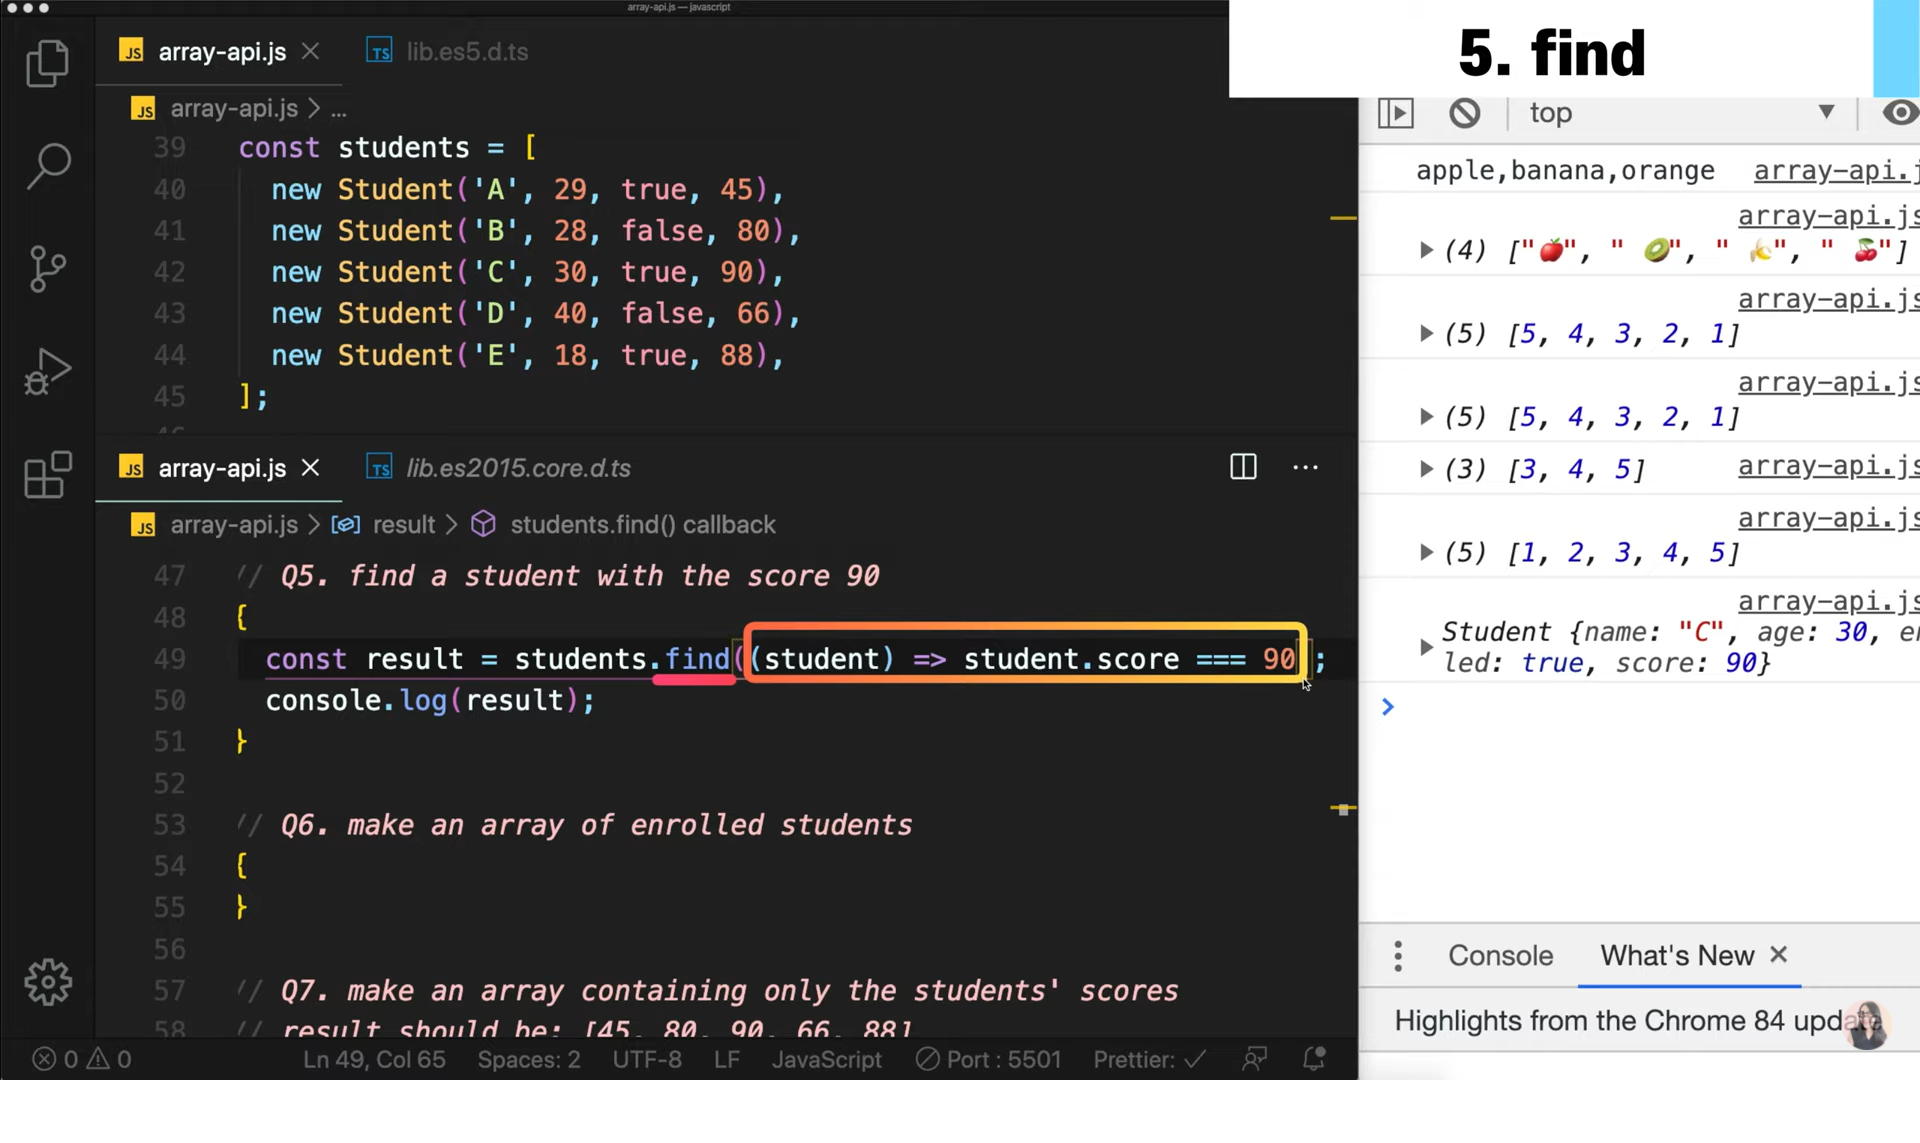 array-api.js — javascript
5. find
JS array-api.js
TS lib.es5.d.ts
JS array-api.js > ...
39 const students = [
40 new Student('A', 29, true, 45),
41 new Student('B', 28, false, 80),
42 new Student('C', 30, true, 90),
43 new Student('D', 40, false, 66),
44 new Student('E', 18, true, 88),
45 ];
JS array-api.js
TS lib.es2015.core.d.ts
JS array-api.js > result > students.find() callback
47 // Q5. find a student with the score 90
48 {
49 const result = students.find((student) => student.score === 90);
50 console.log(result);
51 }
52
53 // Q6. make an array of enrolled students
54 {
55 }
56
57 // Q7. make an array containing only the students' scores
58 // result should be: [45, 80, 90, 66, 88]
0 0 Ln 49, Col 65 Spaces: 2 UTF-8 LF JavaScript Port : 5501 Prettier: ✓
top
apple,banana,orange array-api.j
array-api.js
(4) ["🍎", " 🥝", " 🍌", " 🍒"]
array-api.js
(5) [5, 4, 3, 2, 1]
array-api.js
(5) [5, 4, 3, 2, 1]
(3) [3, 4, 5] array-api.js
array-api.js
(5) [1, 2, 3, 4, 5]
array-api.js
Student {name: "C", age: 30, en
led: true, score: 90}
Console What's New
Highlights from the Chrome 84 update